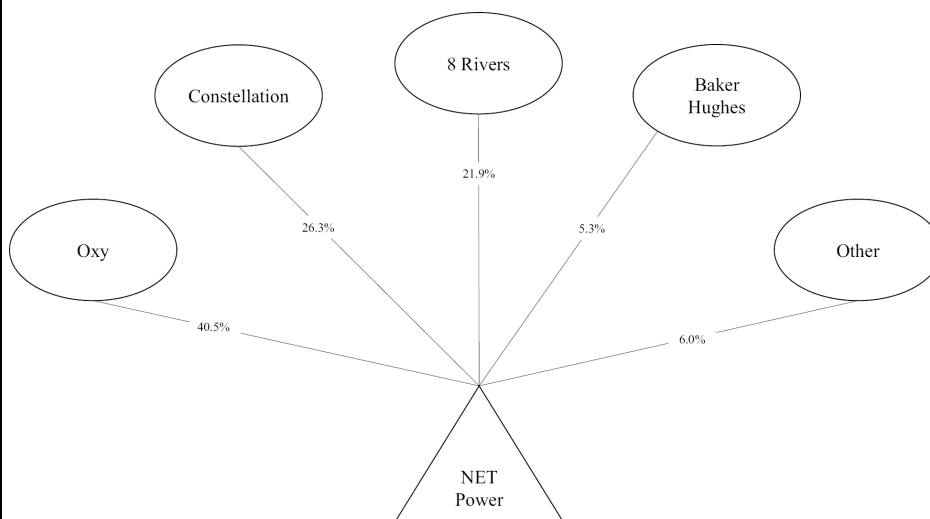 8 Rivers
Constellation
Baker
Hughes
21.9%
26.3%
5.3%
Oxy
Other
40.5%
6.0%
NET
Power